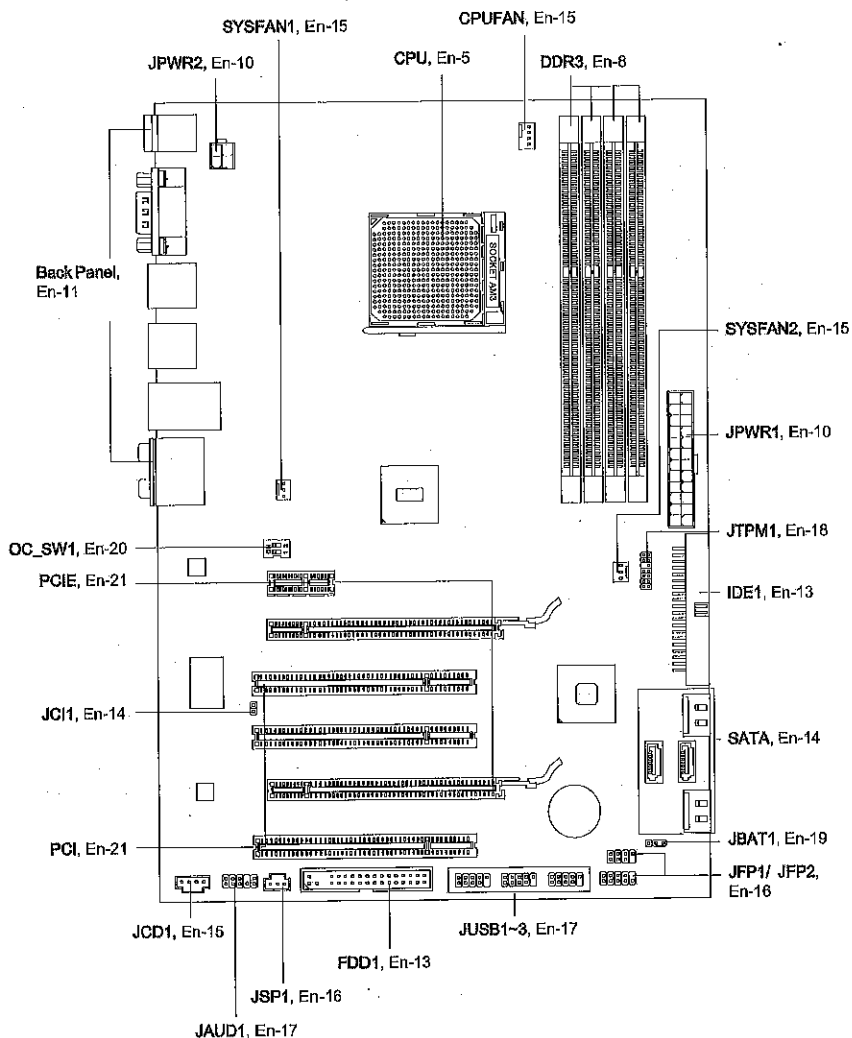 SYSFAN1, En-15
CPUFAN, En-15
JPWR2, En-10
CPU, En-5
DDR3, En-8
SOCKET AM3
Back Panel,
En-11
SYSFAN2, En-15
JPWR1, En-10
JTPM1, En-18
OC_SW1, En-20
PCIE, En-21
IDE1, En-13
JCI1, En-14
SATA, En-14
JBAT1, En-19
PCI, En-21
JFP1/ JFP2,
En-16
JCD1, En-15
JUSB1~3, En-17
FDD1, En-13
JSP1, En-16
JAUD1, En-17